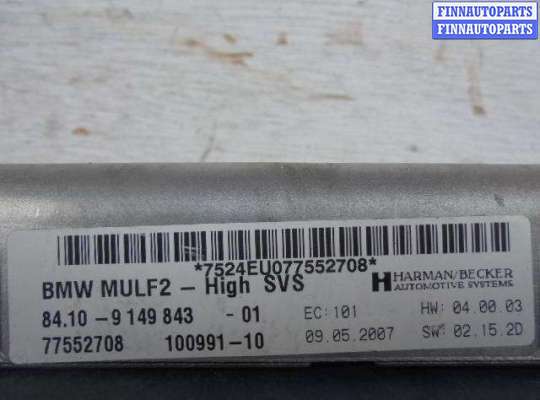 FINNAUTOPARTS
FINNAUTOPARTS
*7524EU077552708*
BMW MULF2 - High SVS
HARMAN/BECKER
AUTOMOTIVE SYSTEMS
84.10 - 9 149 843 - 01
EC: 101
HW: 04.00.03
77552708 100991-10
09.05.2007
SW: 02.15.2D